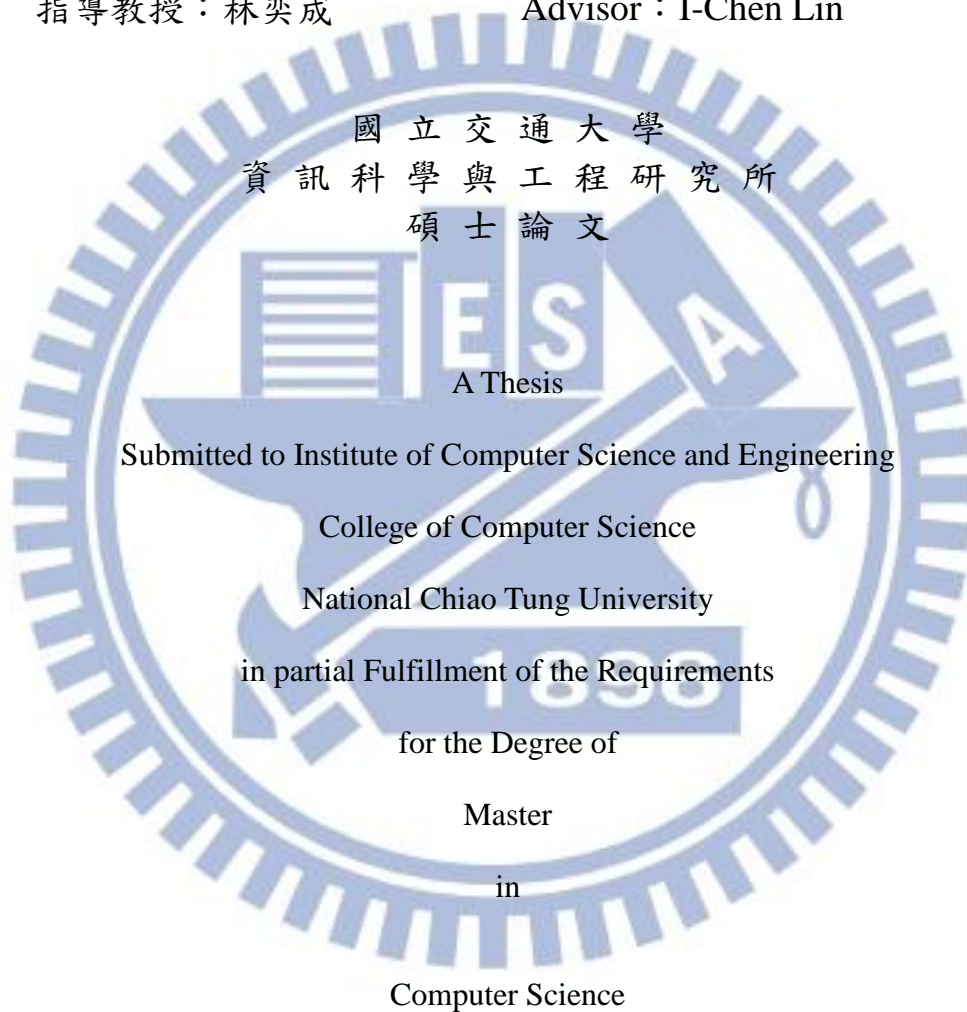 指導教授：林奕成 Advisor：I-Chen Lin
國 立 交 通 大 學
資 訊 科 學 與 工 程 研 究 所
碩 士 論 文
E S A
A Thesis
Submitted to Institute of Computer Science and Engineering
College of Computer Science
National Chiao Tung University
in partial Fulfillment of the Requirements
1896
for the Degree of
Master
in
Computer Science